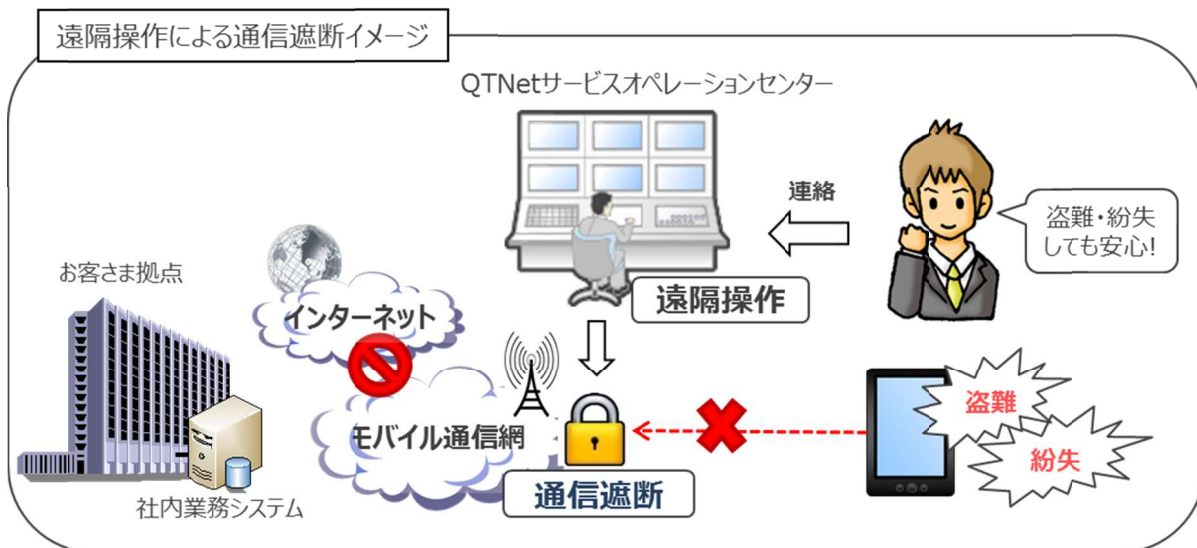 遠隔操作による通信遮断イメージ
QTNetサービスオペレーションセンター
連絡
盗難・紛失
しても安心!
遠隔操作
お客さま拠点
インターネット
モバイル通信網
盗難
紛失
通信遮断
社内業務システム